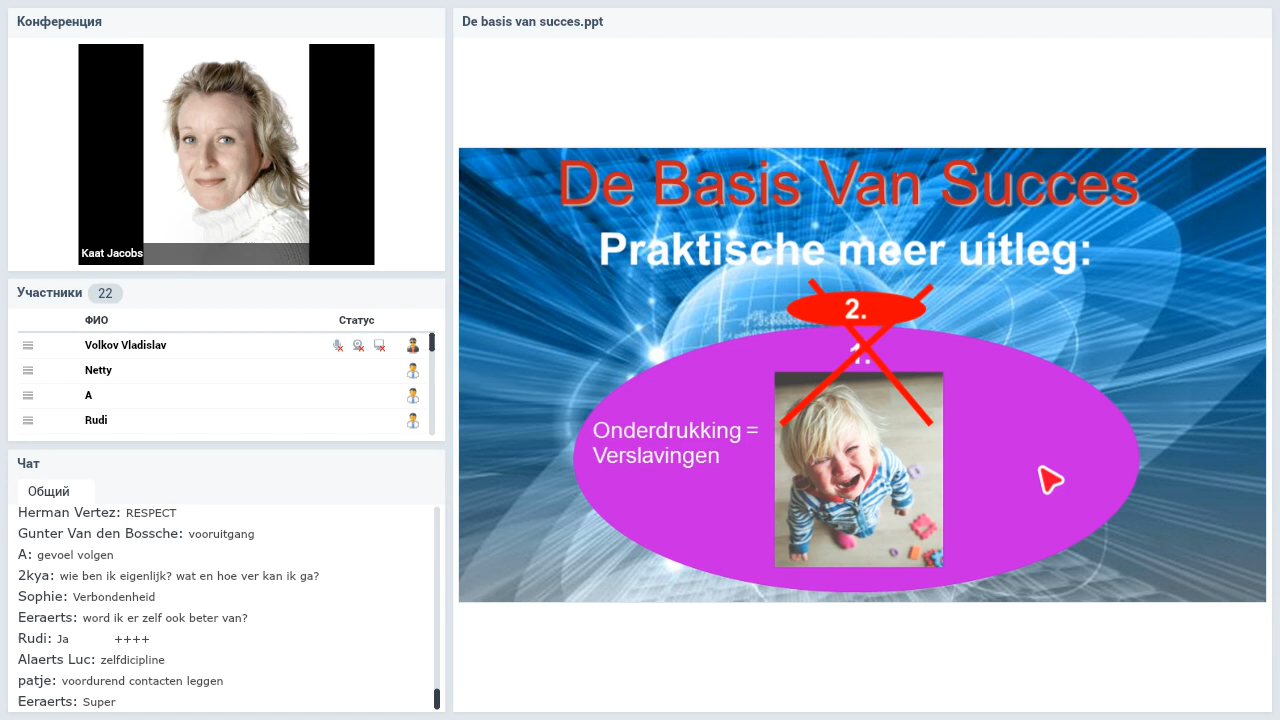 Конференция
Kaat Jacobs
Участники 22
ФИО Статус
Volkov Vladislav
Netty
A
Rudi
Чат
Общий
Herman Vertez: RESPECT
Gunter Van den Bossche: vooruitgang
A: gevoel volgen
2kya: wie ben ik eigenlijk? wat en hoe ver kan ik ga?
Sophie: Verbondenheid
Eeraerts: word ik er zelf ook beter van?
Rudi: Ja ++++
Alaerts Luc: zelfdicipline
patje: voordurend contacten leggen
Eeraerts: Super
De basis van succes.ppt
De Basis Van Succes
Praktische meer uitleg:
2.
1.
Onderdrukking =
Verslavingen